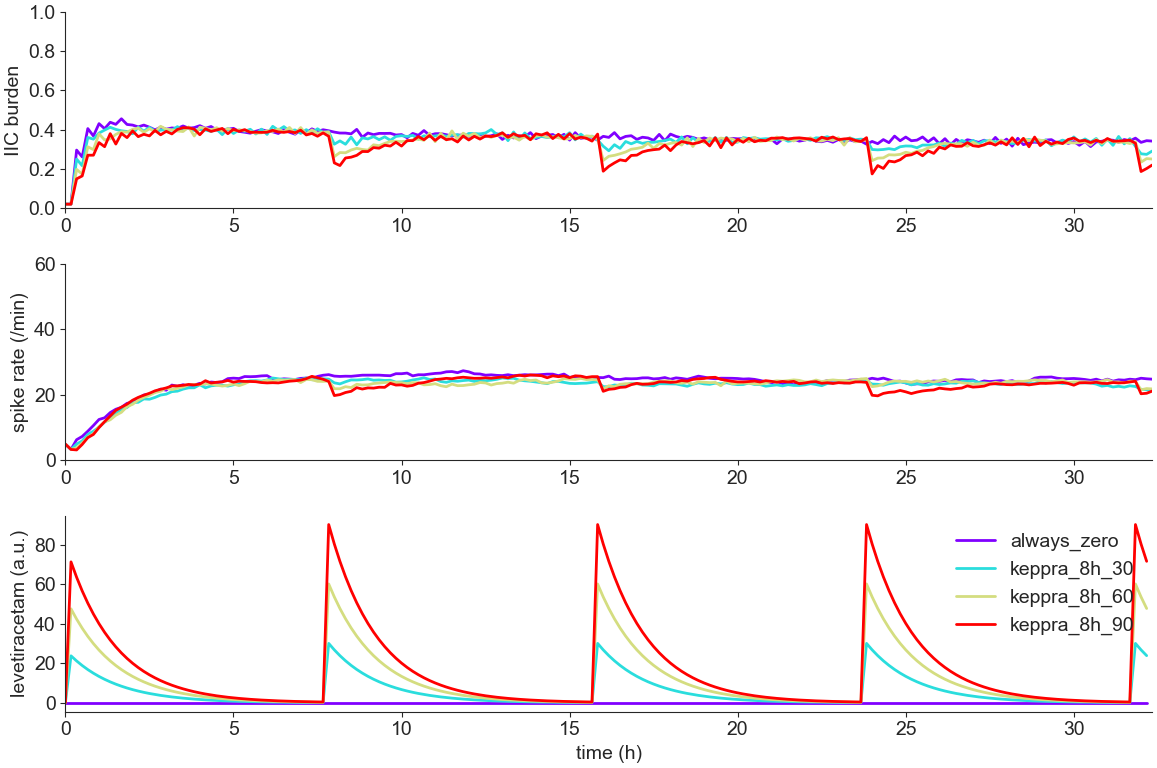 IIC burden
1.0
0.8
0.6
0.4
0.2
0.0
0 5 10 15 20 25 30
spike rate (/min)
60
40
20
0
0 5 10 15 20 25 30
levetiracetam (a.u.)
80
60
40
20
0
always_zero
keppra_8h_30
keppra_8h_60
keppra_8h_90
0 5 10 15 20 25 30
time (h)